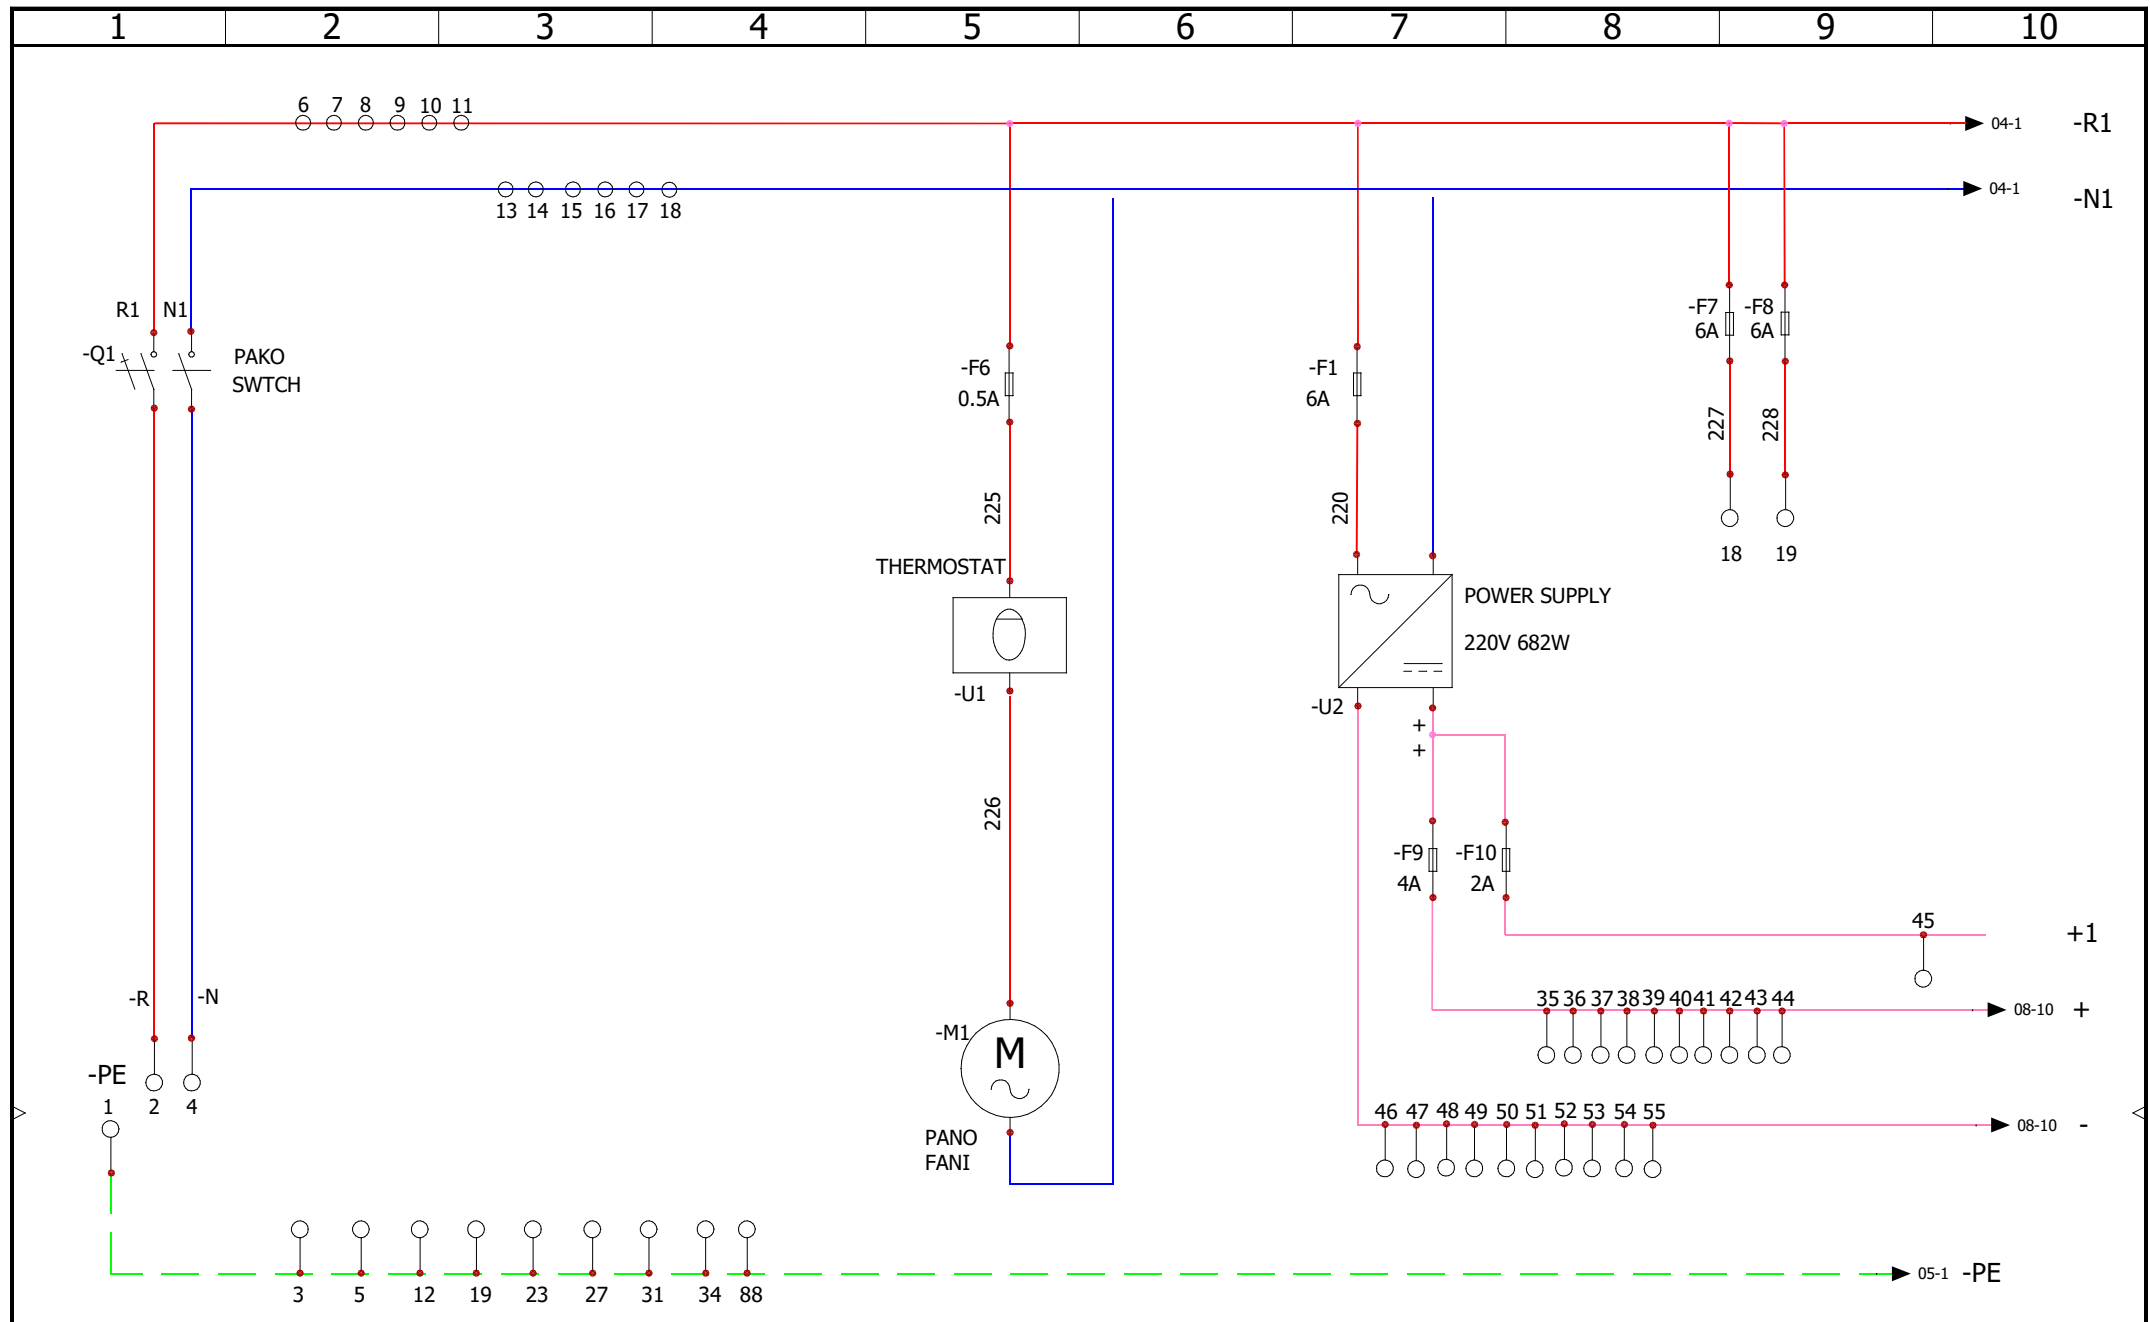 1 2 3 4 5 6 7 8 9 10
6 7 8 9 10 11
04-1 -R1
04-1 -N1
13 14 15 16 17 18
R1 N1
-Q1
PAKO
SWTCH
-F6
0.5A
-F1
6A
-F7
6A
-F8
6A
227
228
225
220
18 19
THERMOSTAT
-U1
POWER SUPPLY
220V 682W
-U2
+
+
226
-F9
4A
-F10
2A
45
+1
-R -N
35 36 37 38 39 40 41 42 43 44
08-10 +
-M1
M
-PE
1 2 4
46 47 48 49 50 51 52 53 54 55
08-10 -
PANO
FANI
05-1 -PE
3 5 12 19 23 27 31 34 88